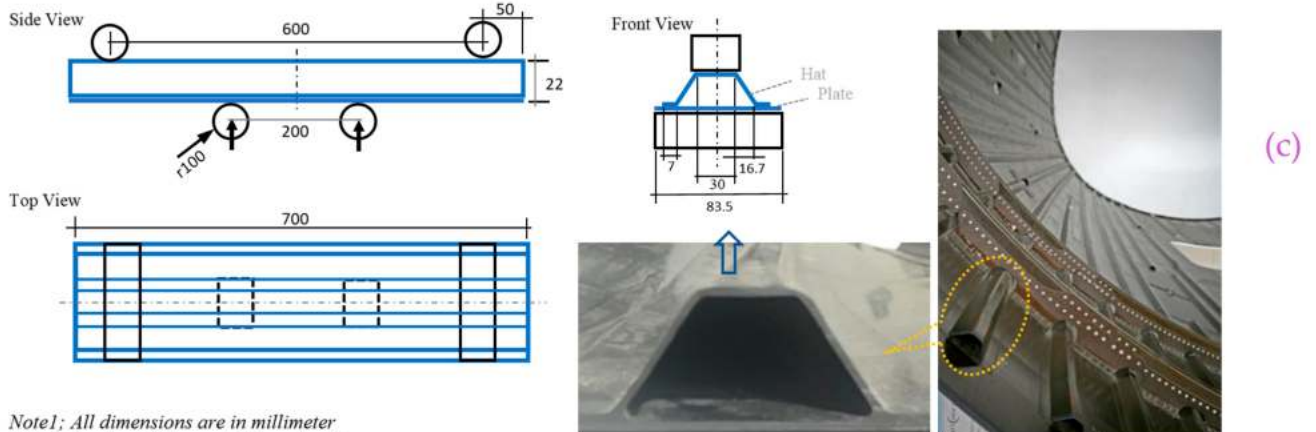 Side View
600
50
22
200
r100
Top View
700
Note1; All dimensions are in millimeter
Front View
Hat
Plate
7
16.7
30
83.5
(c)